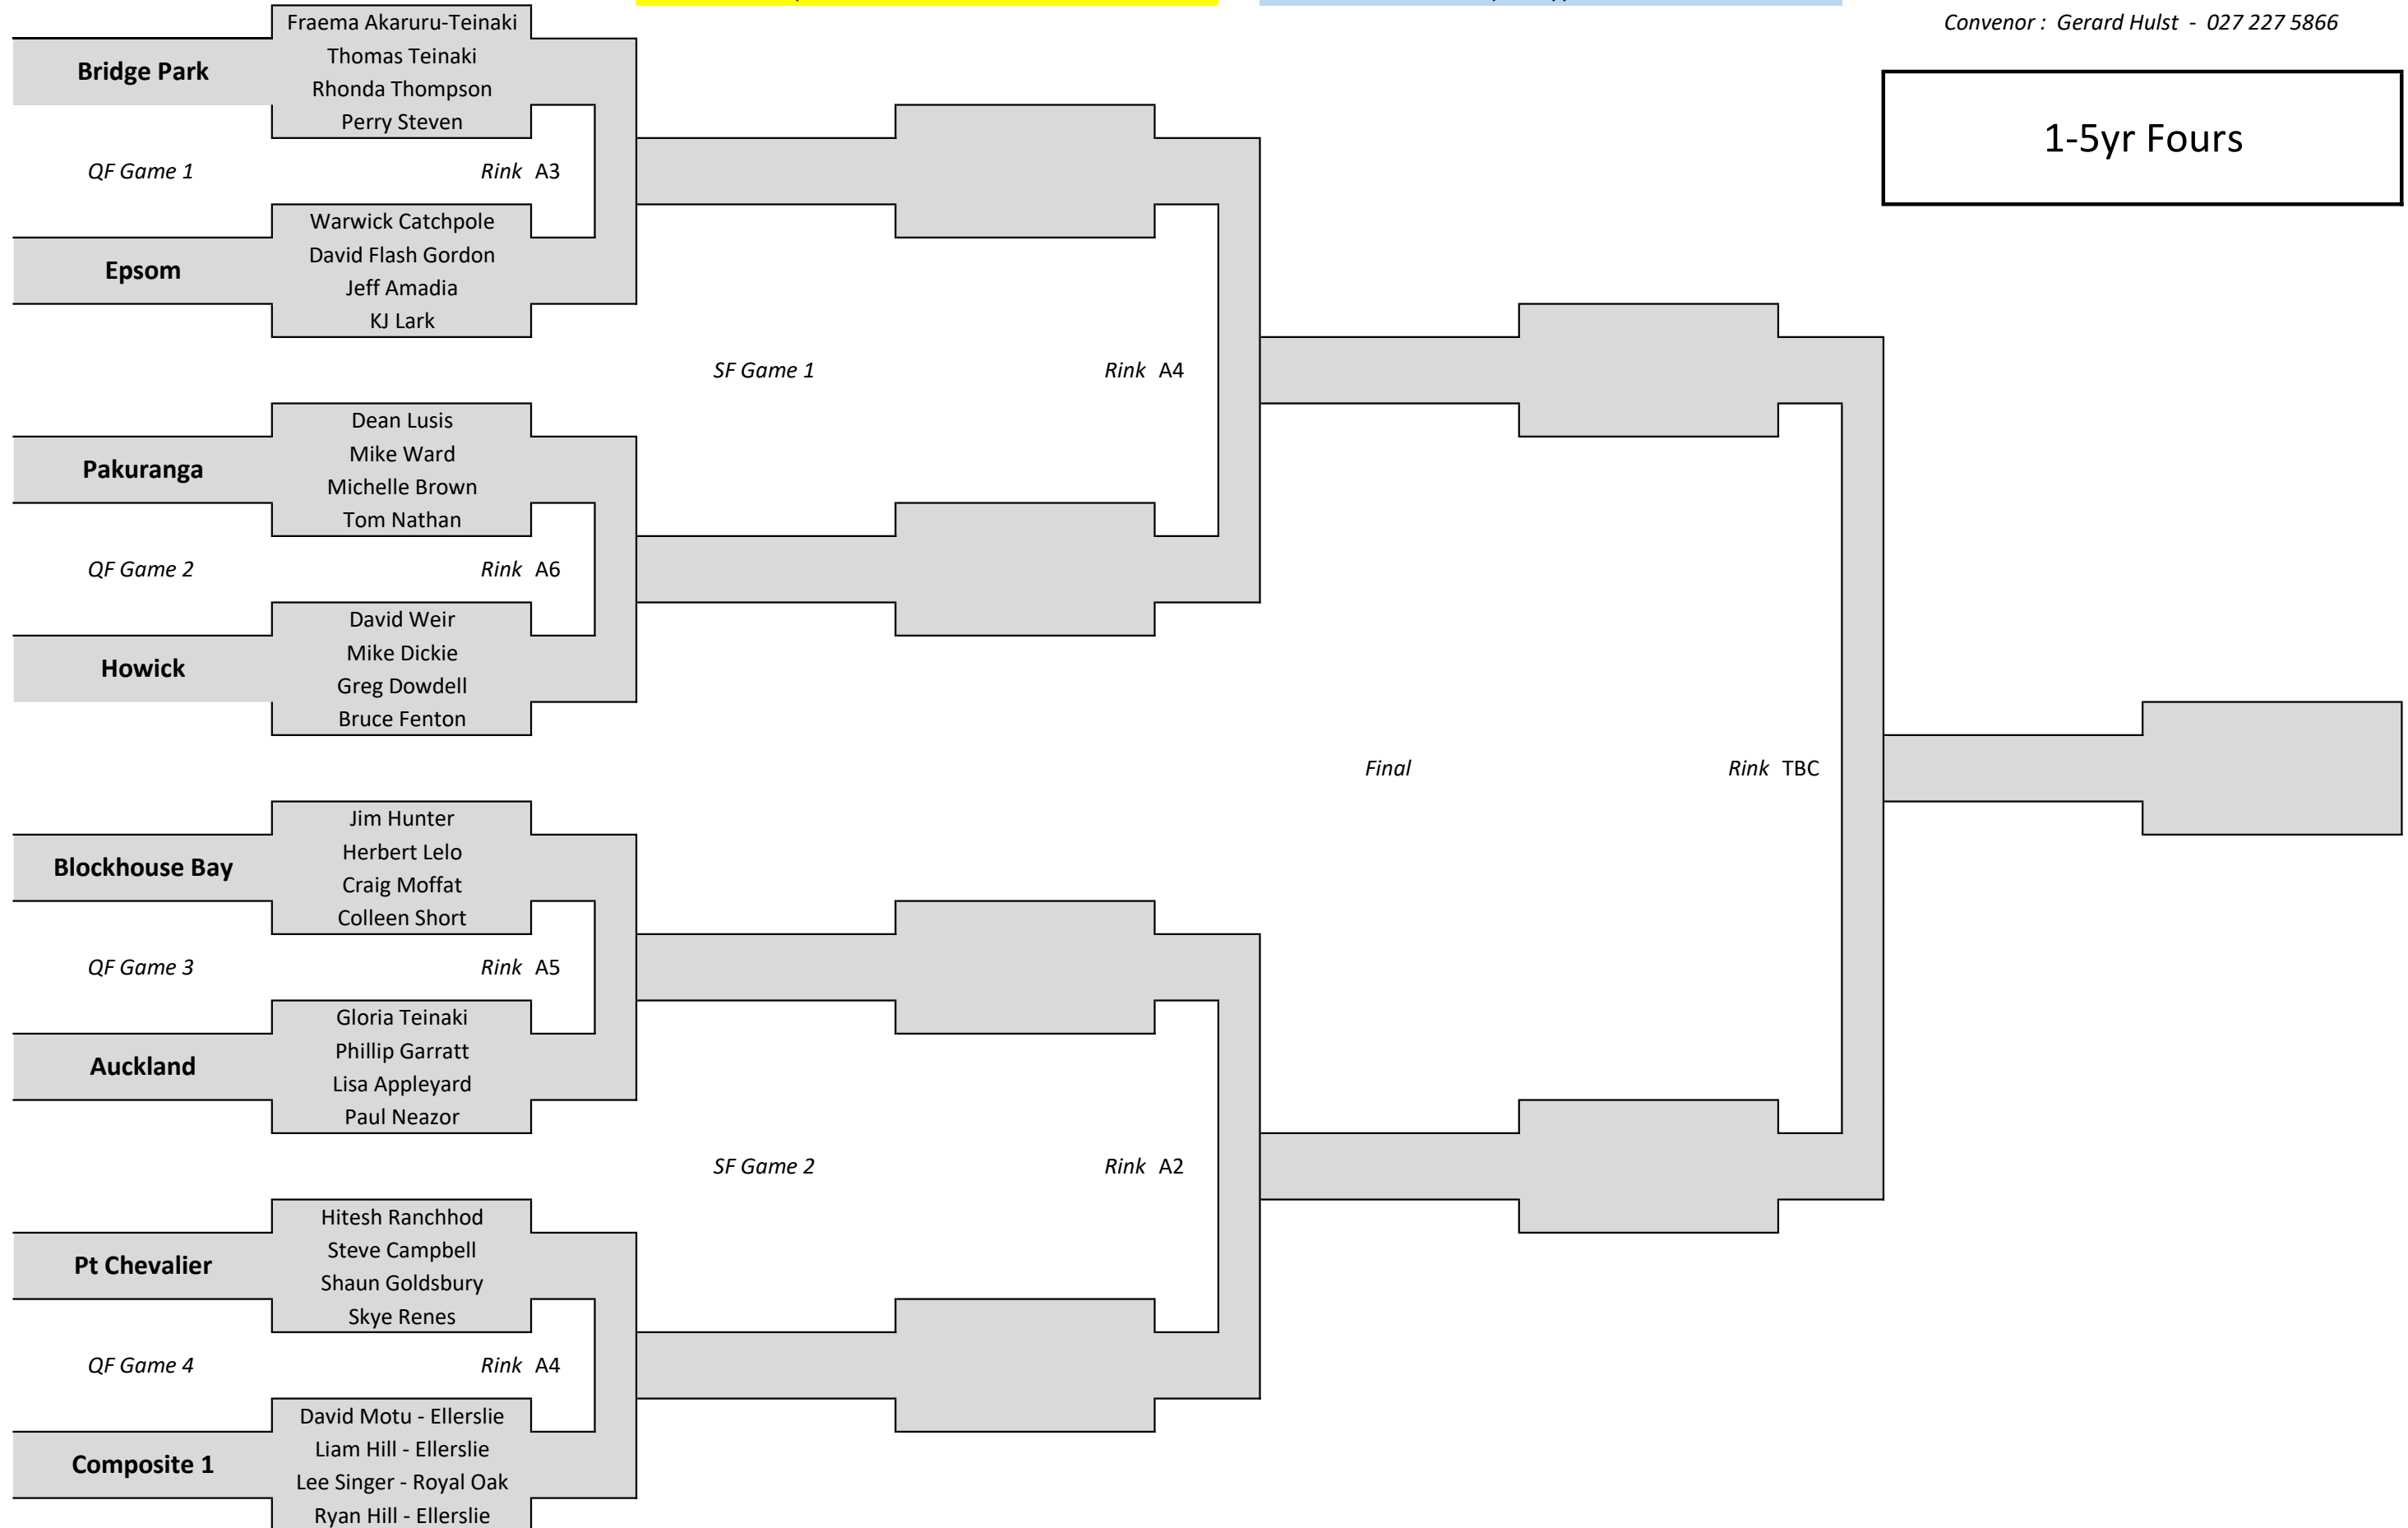 Convenor : Gerard Hulst - 027 227 5866
1-5yr Fours
Fraema Akaruru-Teinaki
Thomas Teinaki
Bridge Park
Rhonda Thompson
Perry Steven
QF Game 1 Rink A3
Warwick Catchpole
David Flash Gordon
Epsom
Jeff Amadia
KJ Lark
SF Game 1 Rink A4
Dean Lusis
Mike Ward
Pakuranga
Michelle Brown
Tom Nathan
QF Game 2 Rink A6
David Weir
Mike Dickie
Howick
Greg Dowdell
Bruce Fenton
Final Rink TBC
Jim Hunter
Herbert Lelo
Blockhouse Bay
Craig Moffat
Colleen Short
QF Game 3 Rink A5
Gloria Teinaki
Phillip Garratt
Auckland
Lisa Appleyard
Paul Neazor
SF Game 2 Rink A2
Hitesh Ranchhod
Steve Campbell
Pt Chevalier
Shaun Goldsbury
Skye Renes
QF Game 4 Rink A4
David Motu - Ellerslie
Liam Hill - Ellerslie
Composite 1
Lee Singer - Royal Oak
Ryan Hill - Ellerslie